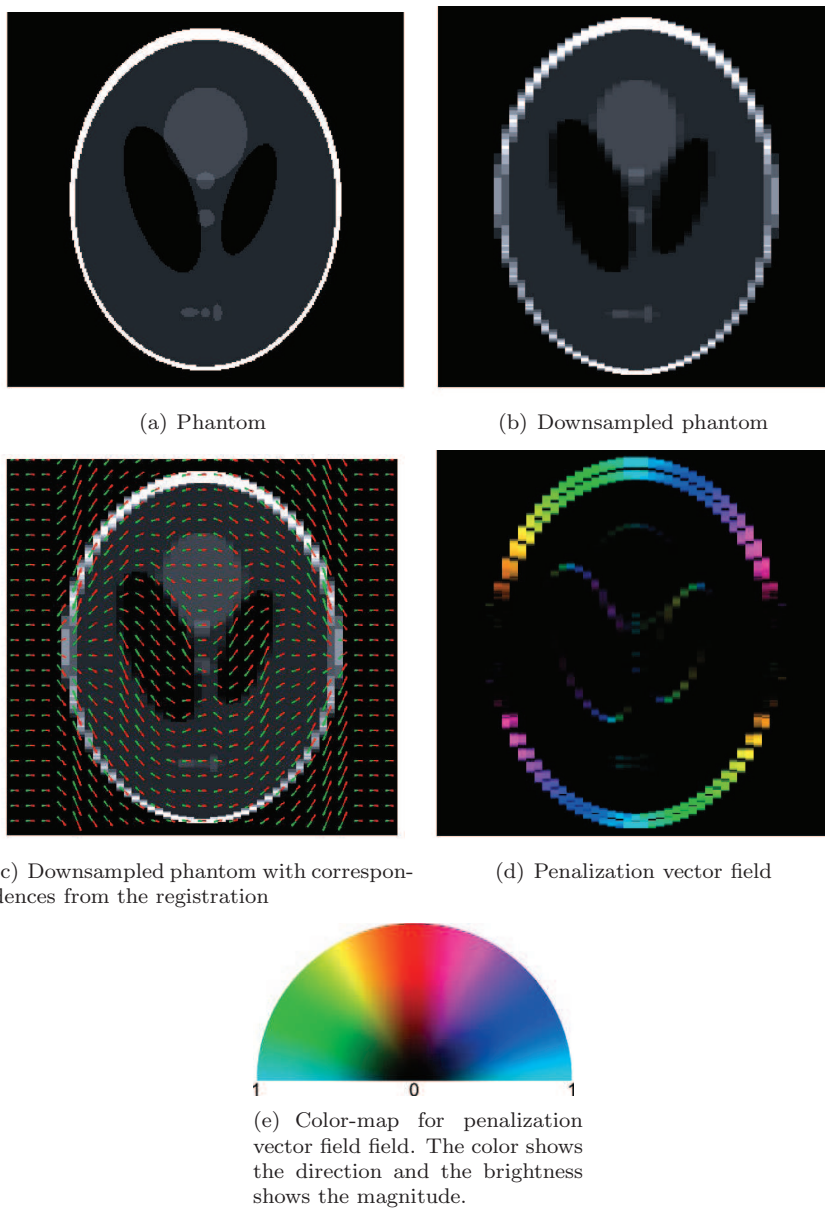 (a) Phantom
(b) Downsampled phantom
c) Downsampled phantom with correspon-
dences from the registration
(d) Penalization vector field
1
0
1
(e) Color-map for penalization
vector field field. The color shows
the direction and the brightness
shows the magnitude.